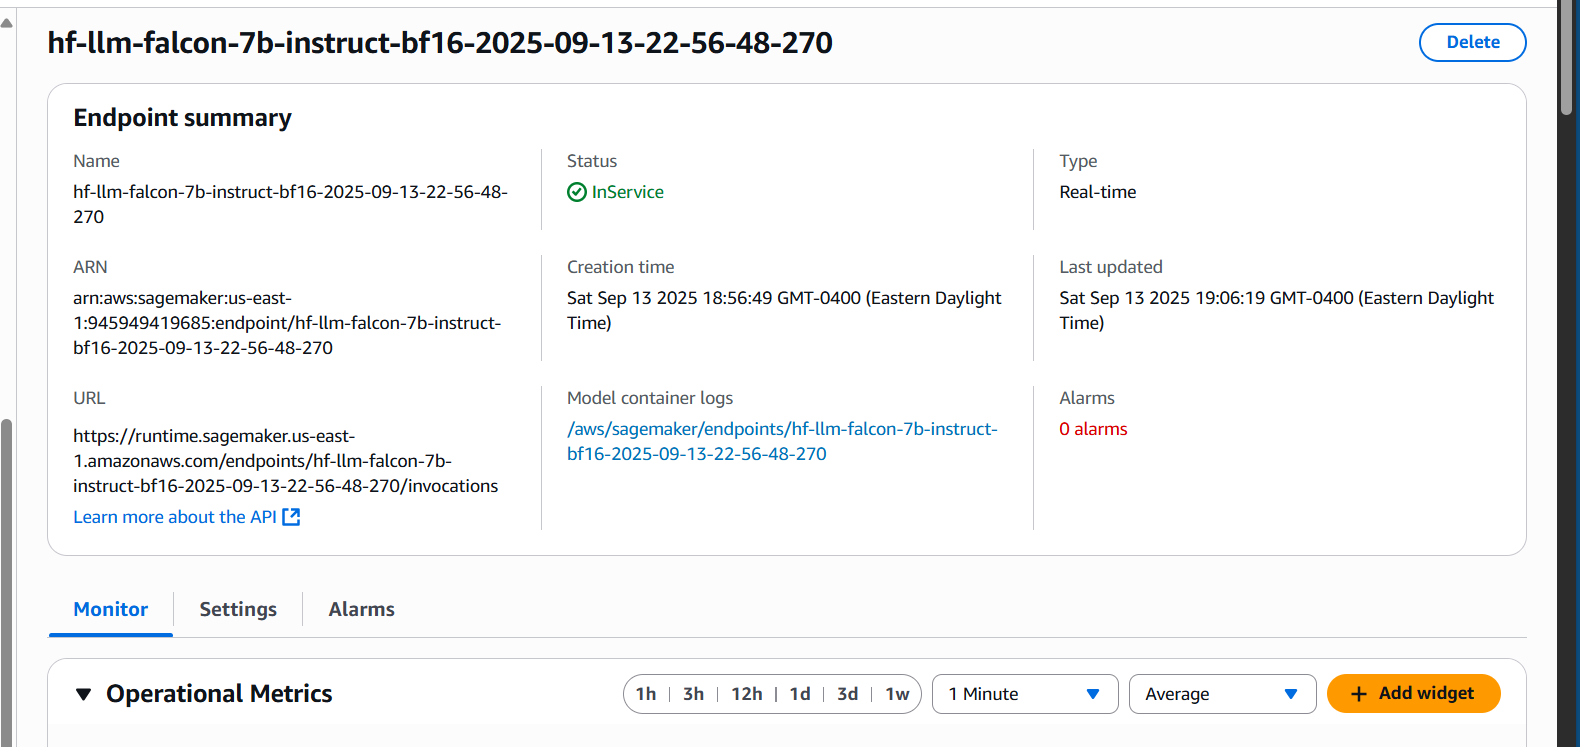 hf-llm-falcon-7b-instruct-bf16-2025-09-13-22-56-48-270
Delete
Endpoint summary
Name
hf-llm-falcon-7b-instruct-bf16-2025-09-13-22-56-48-
270
Status
InService
Type
Real-time
ARN
arn:aws:sagemaker:us-east-
1:945949419685:endpoint/hf-llm-falcon-7b-instruct-
bf16-2025-09-13-22-56-48-270
Creation time
Sat Sep 13 2025 18:56:49 GMT-0400 (Eastern Daylight
Time)
Last updated
Sat Sep 13 2025 19:06:19 GMT-0400 (Eastern Daylight
Time)
URL
https://runtime.sagemaker.us-east-
1.amazonaws.com/endpoints/hf-llm-falcon-7b-
instruct-bf16-2025-09-13-22-56-48-270/invocations
Learn more about the API
Model container logs
/aws/sagemaker/endpoints/hf-llm-falcon-7b-instruct-
bf16-2025-09-13-22-56-48-270
Alarms
0 alarms
Monitor
Settings
Alarms
Operational Metrics
1h | 3h | 12h | 1d | 3d | 1w
1 Minute
Average
+ Add widget